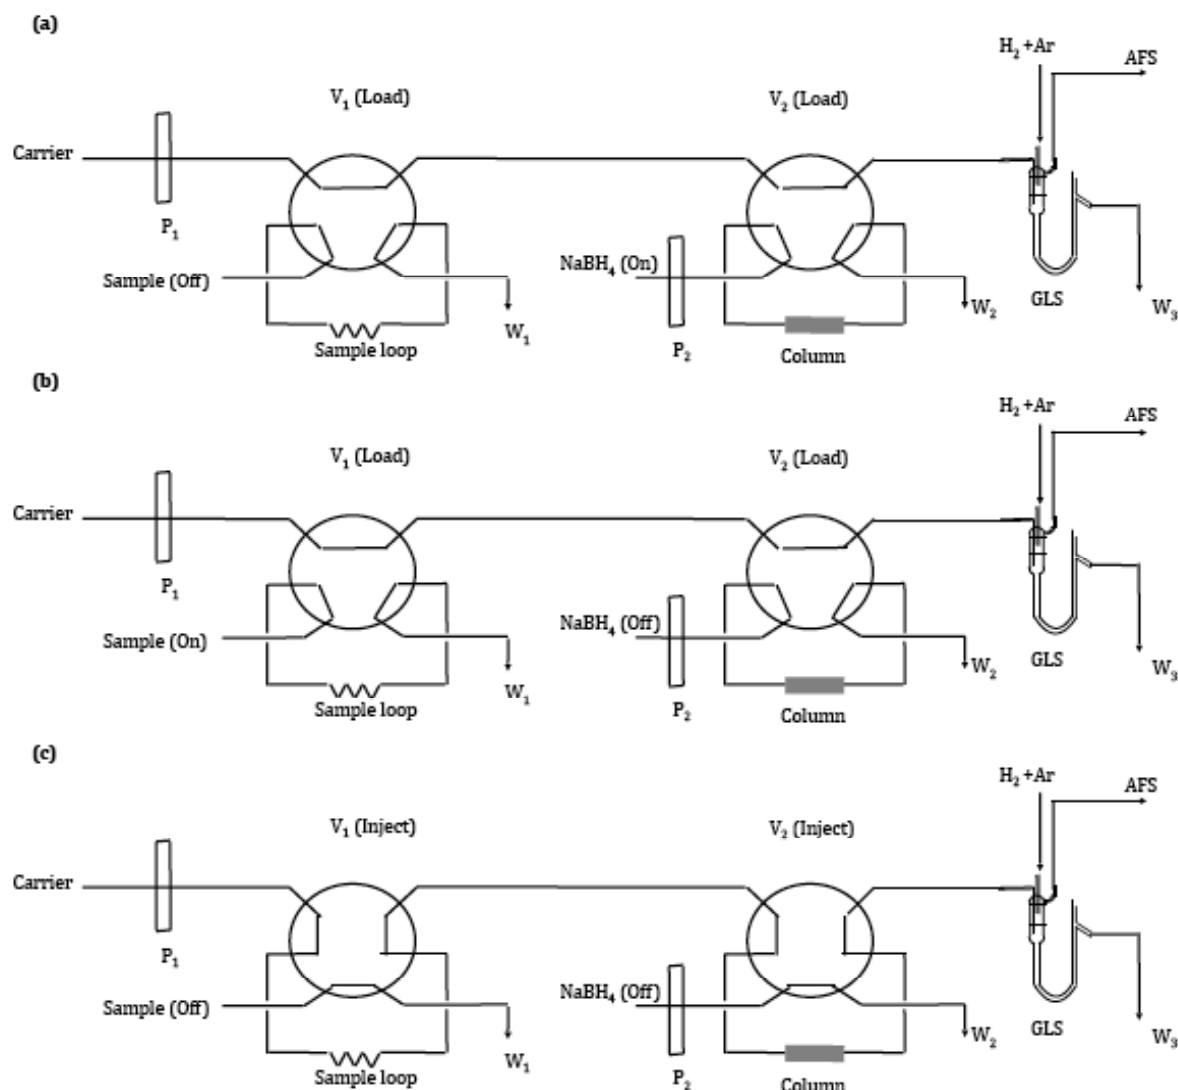 (a)
H₂ +Ar
AFS
V₁ (Load)
V₂ (Load)
Carrier
P₁
NaBH₄ (On)
Sample (Off)
GLS
W₁
W₂
W₃
Sample loop
P₂
Column
(b)
H₂ +Ar
AFS
V₁ (Load)
V₂ (Load)
Carrier
P₁
NaBH₄ (Off)
Sample (On)
GLS
W₁
W₂
W₃
Sample loop
P₂
Column
(c)
H₂ +Ar
AFS
V₁ (Inject)
V₂ (Inject)
Carrier
P₁
NaBH₄ (Off)
Sample (Off)
GLS
W₁
W₂
W₃
Sample loop
P₂
Column